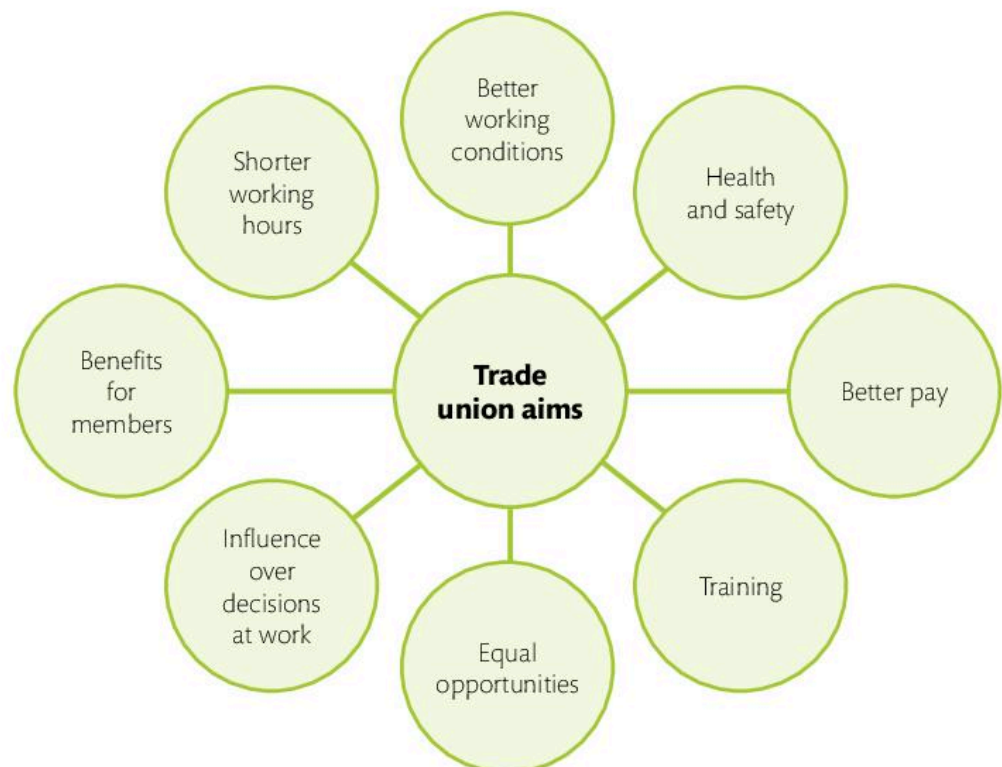 Better
working
conditions
Health
and safety
Better pay
Training
Equal
opportunities
Influence
over
decisions
at work
Benefits
for
members
Shorter
working
hours
Trade
union aims